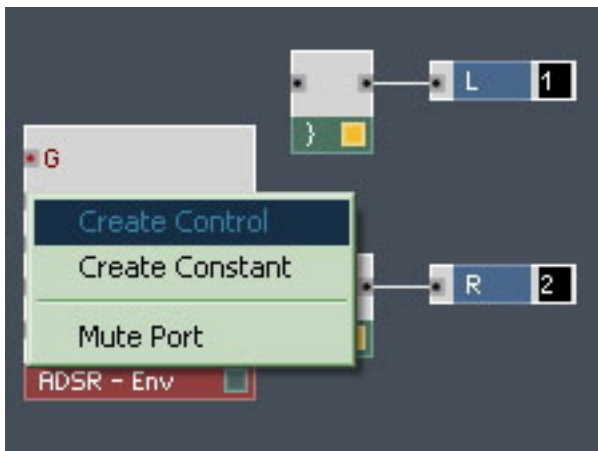 L 1
}
G
Create Control
Create Constant
R 2
Mute Port
ADSR - Env